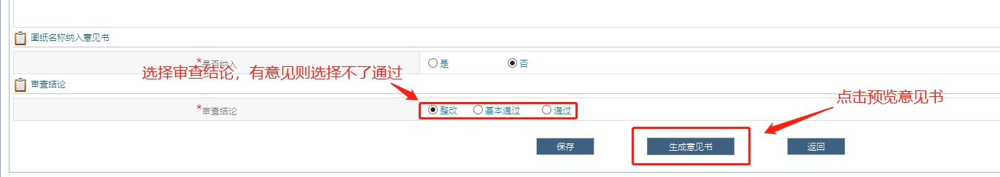 图纸名称纳入意见书
*是否纳入
是
否
选择审查结论，有意见则选择不了通过
审查结论
点击预览意见书
*审查结论
整改
基本通过
通过
保存
生成意见书
返回